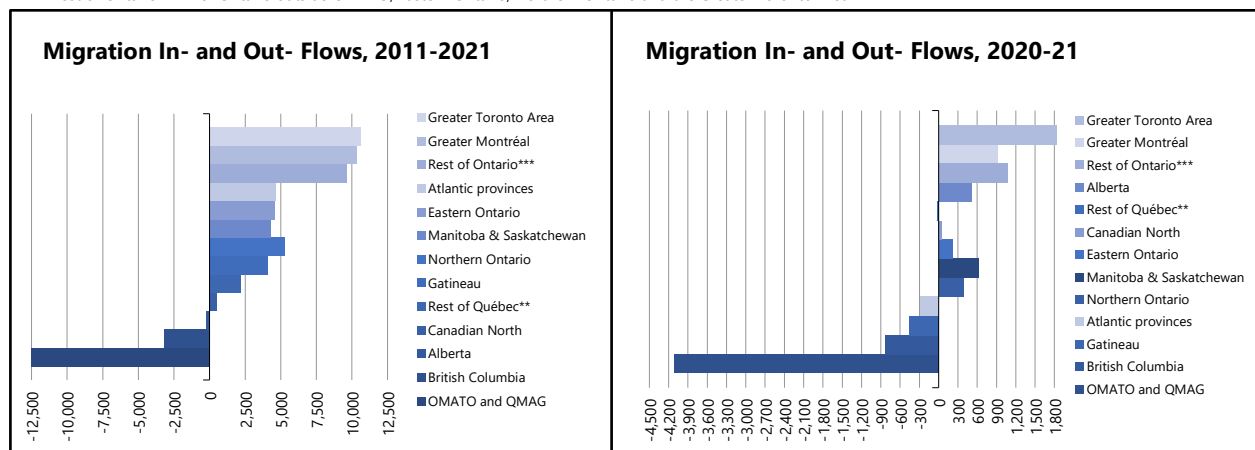 Migration In- and Out- Flows, 2011-2021
Greater Toronto Area
Greater Montréal
Rest of Ontario***
Atlantic provinces
Eastern Ontario
Manitoba & Saskatchewan
Northern Ontario
Gatineau
Rest of Québec**
Canadian North
Alberta
British Columbia
OMATO and QMAG
-12,500
-10,000
-7,500
-5,000
-2,500
0
2,500
5,000
7,500
10,000
12,500
Migration In- and Out- Flows, 2020-21
Greater Toronto Area
Greater Montréal
Rest of Ontario***
Alberta
Rest of Québec**
Canadian North
Eastern Ontario
Manitoba & Saskatchewan
Northern Ontario
Atlantic provinces
Gatineau
British Columbia
OMATO and QMAG
-4,500
-4,200
-3,900
-3,600
-3,300
-3,000
-2,700
-2,400
-2,100
-1,800
-1,500
-1,200
-900
-600
-300
0
300
600
900
1,200
1,500
1,800